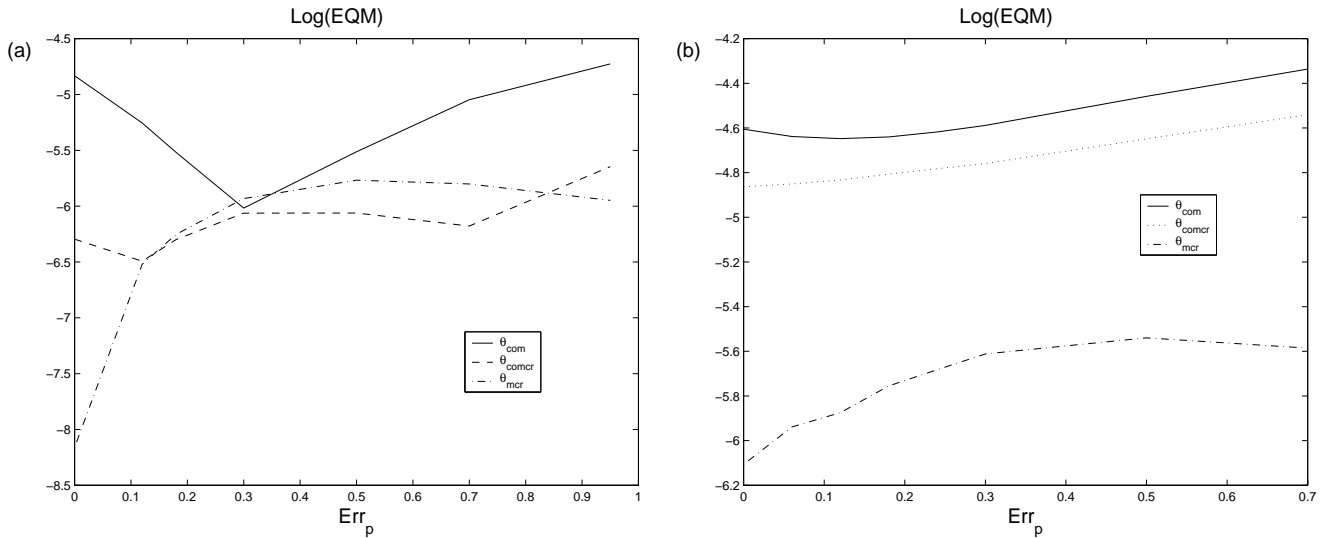 Log(EQM)
(a)
−4.5
−5
−5.5
−6
−6.5
−7
−7.5
−8
−8.5
0 0.1 0.2 0.3 0.4 0.5 0.6 0.7 0.8 0.9 1
Err_p
θ_com
θ_comcr
θ_mcr
Log(EQM)
(b)
−4.2
−4.4
−4.6
−4.8
−5
−5.2
−5.4
−5.6
−5.8
−6
−6.2
0 0.1 0.2 0.3 0.4 0.5 0.6 0.7
Err_p
θ_com
θ_comcr
θ_mcr